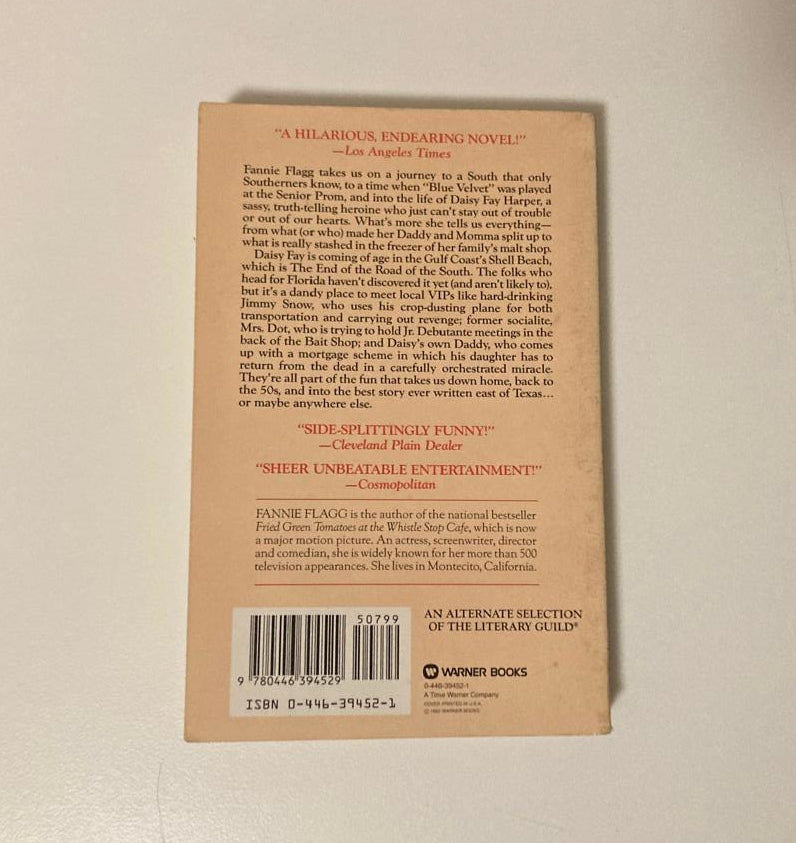 "A HILARIOUS, ENDEARING NOVEL!"
—Los Angeles Times
Fannie Flagg takes us on a journey to a South that only
Southerners know, to a time when "Blue Velvet" was played
at the Senior Prom, and into the life of Daisy Fay Harper, a
sassy, truth-telling heroine who just can't stay out of trouble
or out of our hearts. What's more she tells us everything—
from what (or who) made her Daddy and Momma split up to
what is really stashed in the freezer of her family's malt shop.
Daisy Fay is coming of age in the Gulf Coast's Shell Beach,
which is The End of the Road of the South. The folks who
head for Florida haven't discovered it yet (and aren't likely to),
but it's a dandy place to meet local VIPs like hard-drinking
Jimmy Snow, who uses his crop-dusting plane for both
transportation and carrying out revenge; former socialite,
Mrs. Dot, who is trying to hold Jr. Debutante meetings in the
back of the Bait Shop; and Daisy's own Daddy, who comes
up with a mortgage scheme in which his daughter has to
return from the dead in a carefully orchestrated miracle.
They're all part of the fun that takes us down home, back to
the 50s, and into the best story ever written east of Texas...
or maybe anywhere else.
"SIDE-SPLITTINGLY FUNNY!"
—Cleveland Plain Dealer
"SHEER UNBEATABLE ENTERTAINMENT!"
—Cosmopolitan
FANNIE FLAGG is the author of the national bestseller
Fried Green Tomatoes at the Whistle Stop Cafe, which is now
a major motion picture. An actress, screenwriter, director
and comedian, she is widely known for her more than 500
television appearances. She lives in Montecito, California.
50799
9 780446 394529
ISBN 0-446-39452-1
AN ALTERNATE SELECTION
OF THE LITERARY GUILD®
W WARNER BOOKS
0-446-39452-1
A Time Warner Company
COVER PRINTED IN U.S.A.
© 1992 WARNER BOOKS